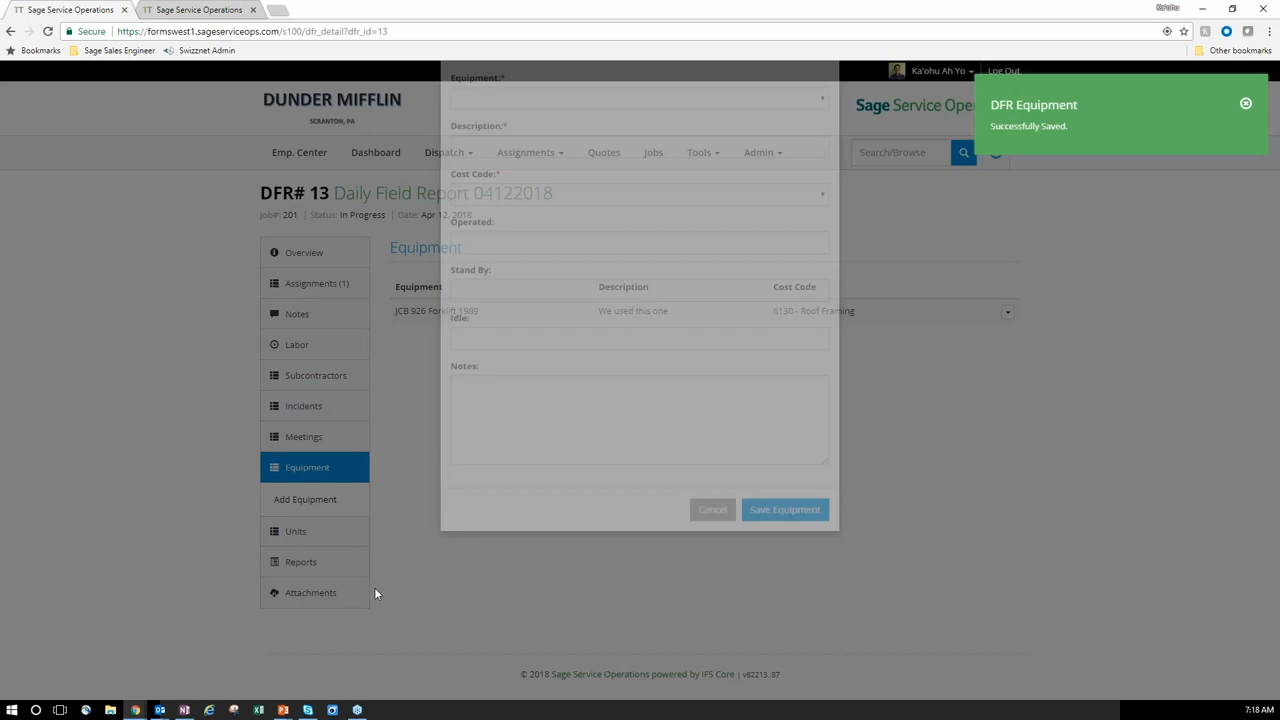 Sage Service Operations
Sage Service Operations
Ka'ohu
Secure
https://formswest1.sageserviceops.com/s100/dfr_detail?dfr_id=13
Bookmarks
Sage Sales Engineer
Swizznet Admin
Other bookmarks
Ka'ohu Ah Yo
Log Out
DUNDER MIFFLIN
SCRANTON, PA
Sage Service Opera
DFR Equipment
Successfully Saved.
Emp. Center
Dashboard
Dispatch
Assignments
Quotes
Jobs
Tools
Admin
Search/Browse
DFR# 13 Daily Field Report 04122018
Job#: 201 | Status: In Progress | Date: Apr 12, 2018
Overview
Assignments (1)
Notes
Labor
Subcontractors
Incidents
Meetings
Equipment
Add Equipment
Units
Reports
Attachments
Equipment
Equipment
Description
Cost Code
JCB 926 Forklift 1989
We used this one
6130 - Roof Framing
Equipment:*
Description:*
Cost Code:*
Operated:
Stand By:
Idle:
Notes:
Cancel
Save Equipment
© 2018 Sage Service Operations powered by IFS Core | v82213..87
7:18 AM